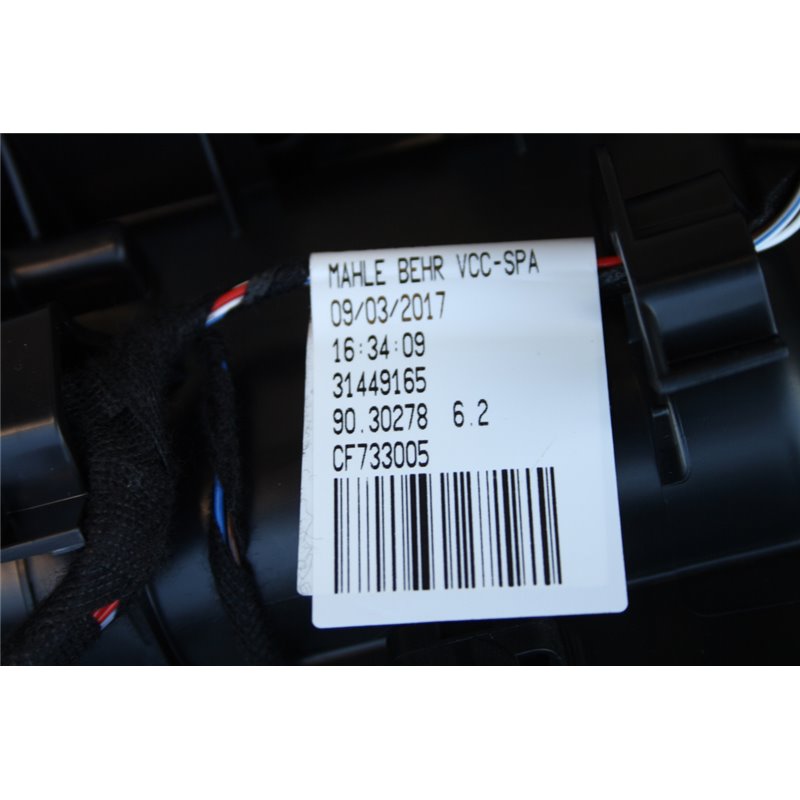 MAHLE BEHR VCC-SPA
09/03/2017
16:34:09
31449165
90.30278 6.2
CF733005